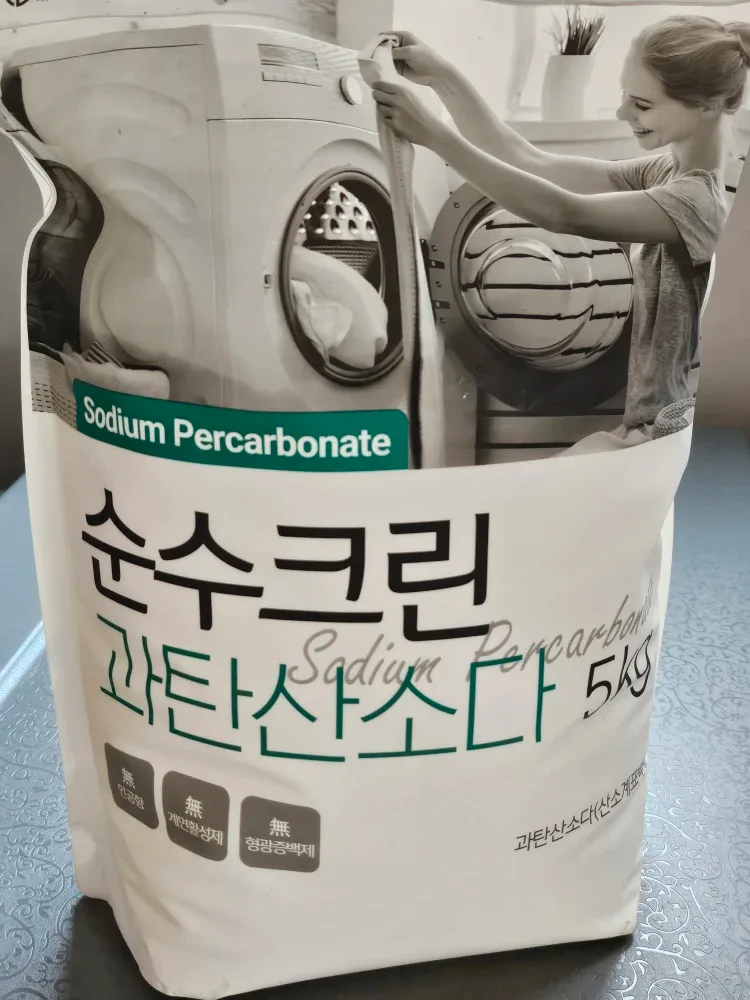 Sodium Percarbonate
순수크린
Sodium Percarbonate
과탄산소다 5kg
無
인공향
無
계면활성제
無
형광증백제
과탄산소다(산소계표백